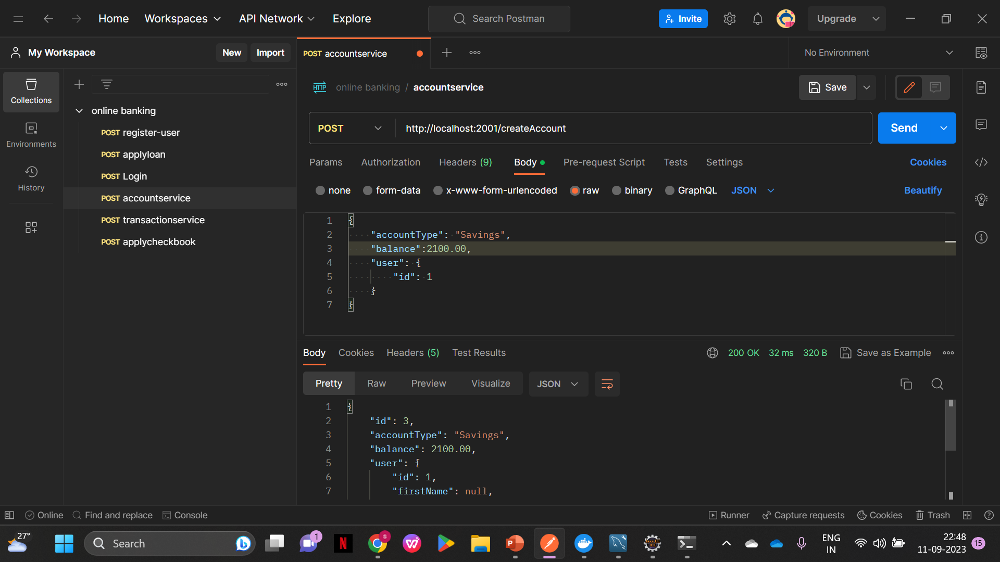 Home Workspaces API Network Explore Search Postman Invite Upgrade
My Workspace New Import POST accountservice No Environment
Collections
Environments
History
online banking
POST register-user
POST applyloan
POST Login
POST accountservice
POST transactionservice
POST applycheckbook
HTTP online banking / accountservice Save
POST http://localhost:2001/createAccount Send
Params Authorization Headers (9) Body Pre-request Script Tests Settings Cookies
none form-data x-www-form-urlencoded raw binary GraphQL JSON Beautify
1 {
2 "accountType": "Savings",
3 "balance":2100.00,
4 "user": {
5 "id": 1
6 }
7 }
Body Cookies Headers (5) Test Results 200 OK 32 ms 320 B Save as Example
Pretty Raw Preview Visualize JSON
1 {
2 "id": 3,
3 "accountType": "Savings",
4 "balance": 2100.00,
5 "user": {
6 "id": 1,
7 "firstName": null,
Online Find and replace Console Runner Capture requests Cookies Trash
27° Search 1 N S P ENG 22:48
IN 11-09-2023 15